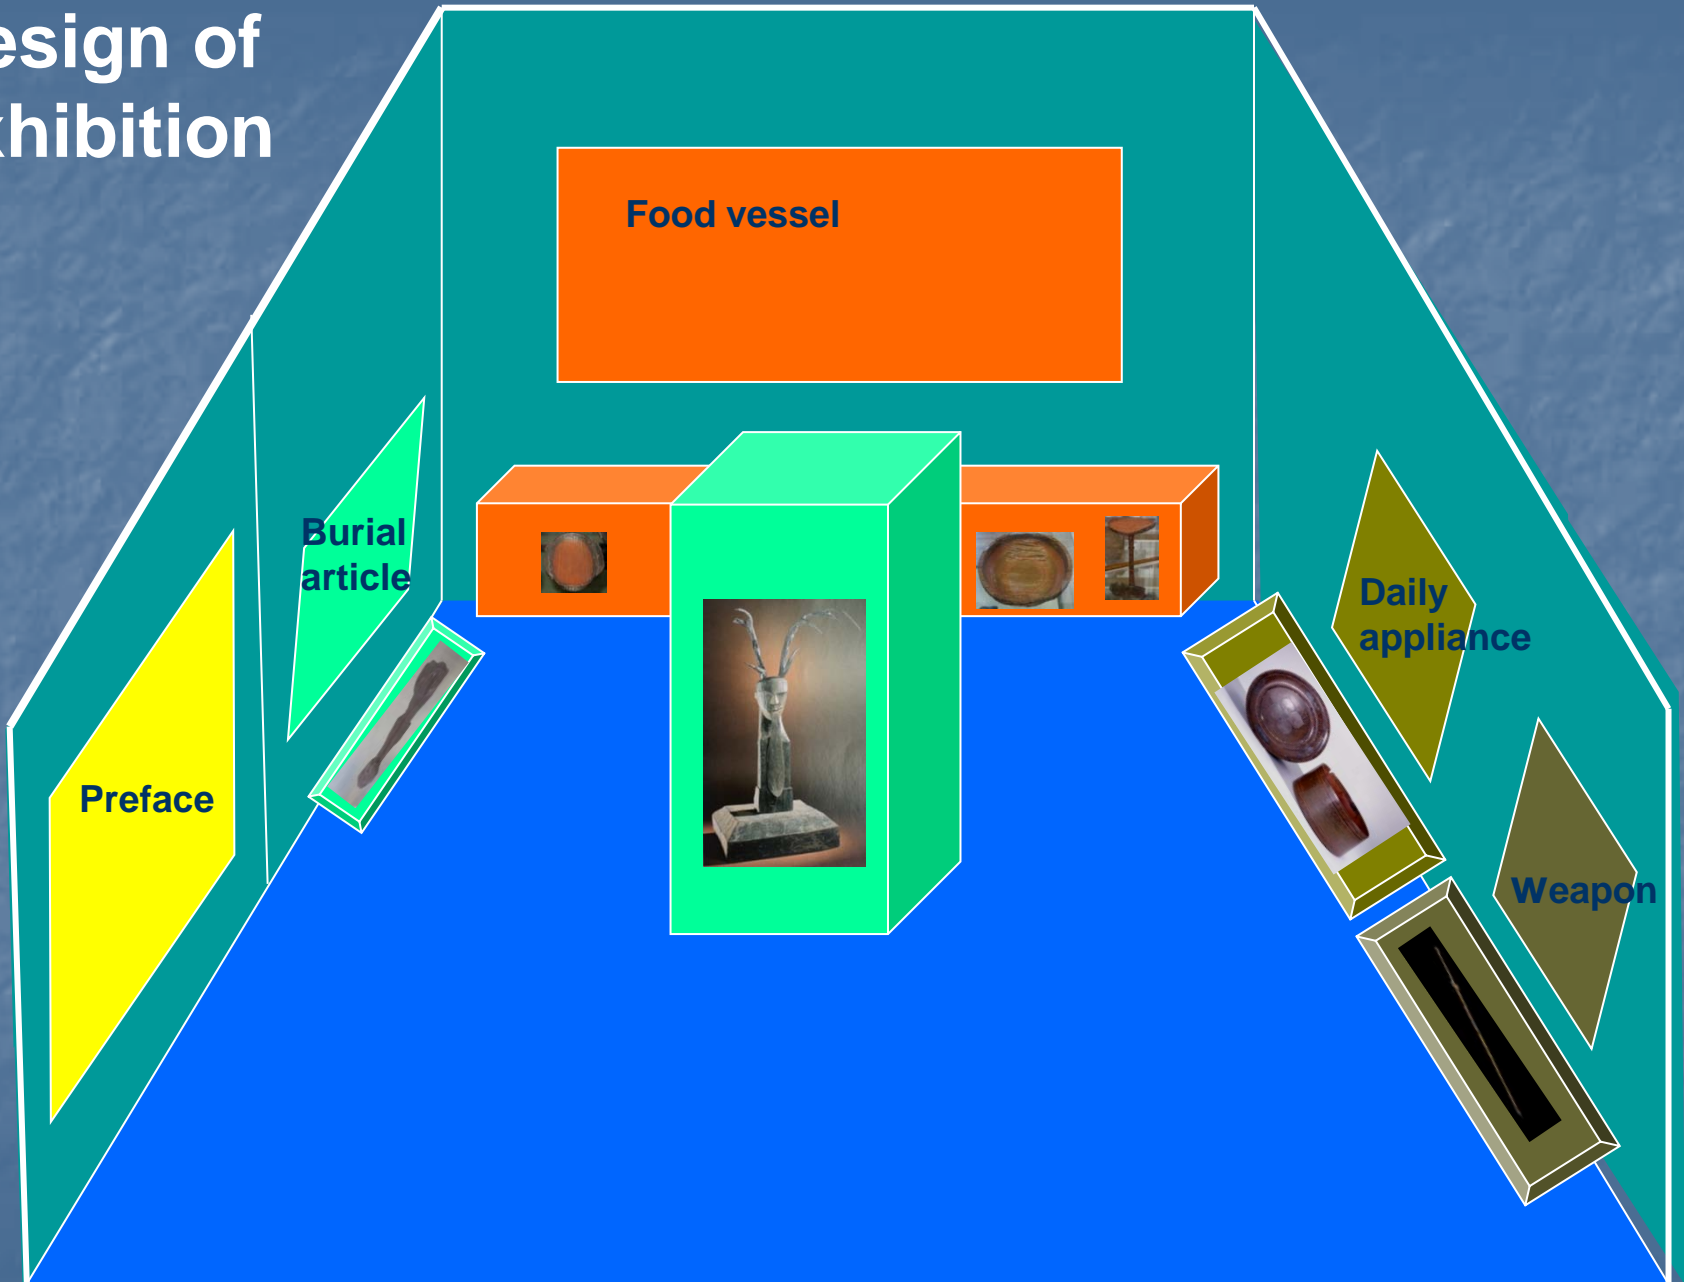 esign of
xhibition
Food vessel
Burial
article
Preface
Daily
appliance
Weapon